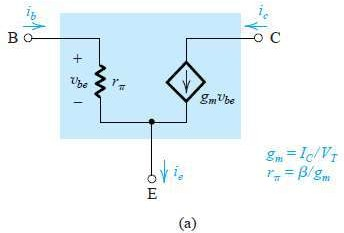 i_b
i_c
B
C
+
v_be
r_π
−
g_m v_be
i_e
E
g_m = I_C/V_T
r_π = β/g_m
(a)